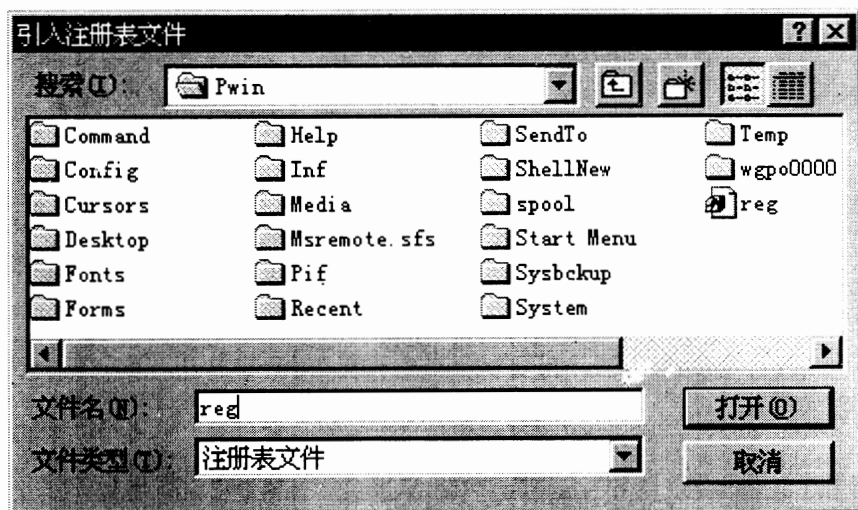 引入注册表文件
搜索(I): Pwin
Command Help SendTo Temp
Config Inf ShellNew wgpo0000
Cursors Media spool reg
Desktop Msremote.sfs Start Menu
Fonts Pif Sysbckup
Forms Recent System
文件名(N): reg 打开(O)
文件类型(T): 注册表文件 取消